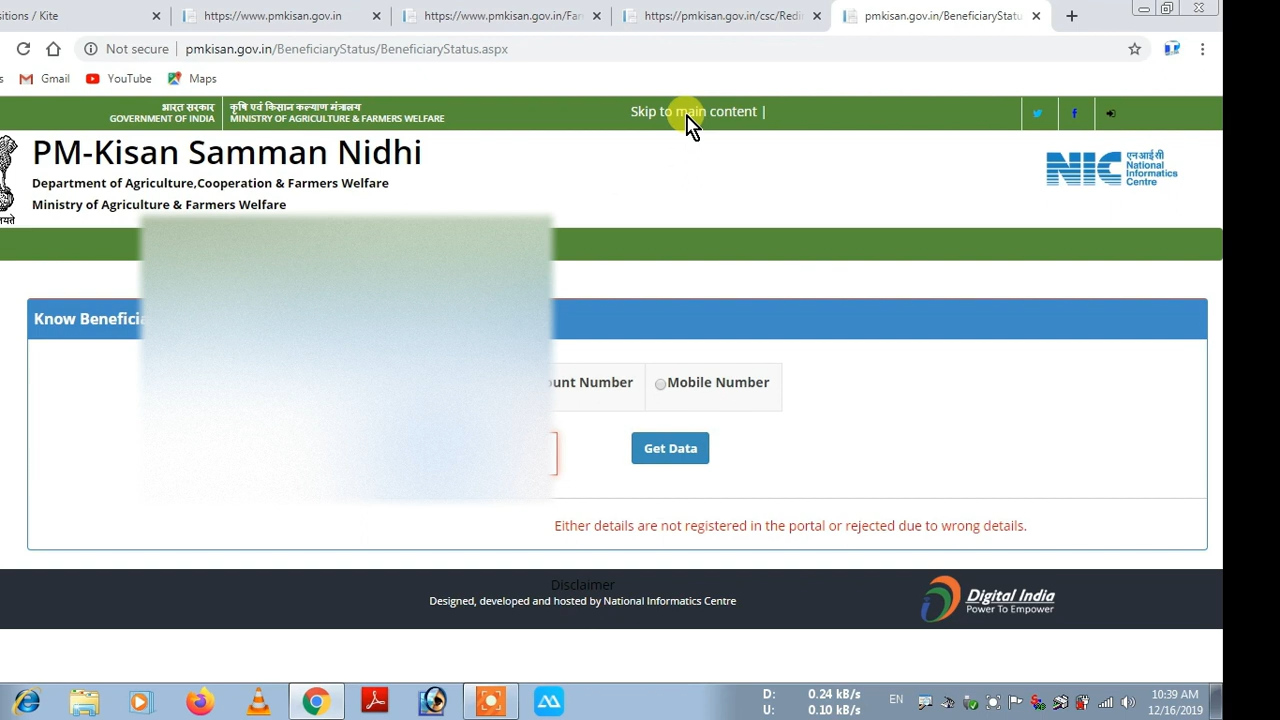 sitions / Kite
https://www.pmkisan.gov.in
https://www.pmkisan.gov.in/Far
https://pmkisan.gov.in/csc/Redi
pmkisan.gov.in/BeneficiaryStatu
Not secure | pmkisan.gov.in/BeneficiaryStatus/BeneficiaryStatus.aspx
s Gmail YouTube Maps
भारत सरकार
GOVERNMENT OF INDIA
कृषि एवं किसान कल्याण मंत्रालय
MINISTRY OF AGRICULTURE & FARMERS WELFARE
Skip to main content |
PM-Kisan Samman Nidhi
Department of Agriculture,Cooperation & Farmers Welfare
Ministry of Agriculture & Farmers Welfare
NIC
एनआईसी
National
Informatics
Centre
Know Beneficia
ount Number
Mobile Number
Get Data
Either details are not registered in the portal or rejected due to wrong details.
Disclaimer
Designed, developed and hosted by National Informatics Centre
Digital India
Power To Empower
D: 0.24 kB/s
U: 0.10 kB/s
EN
10:39 AM
12/16/2019